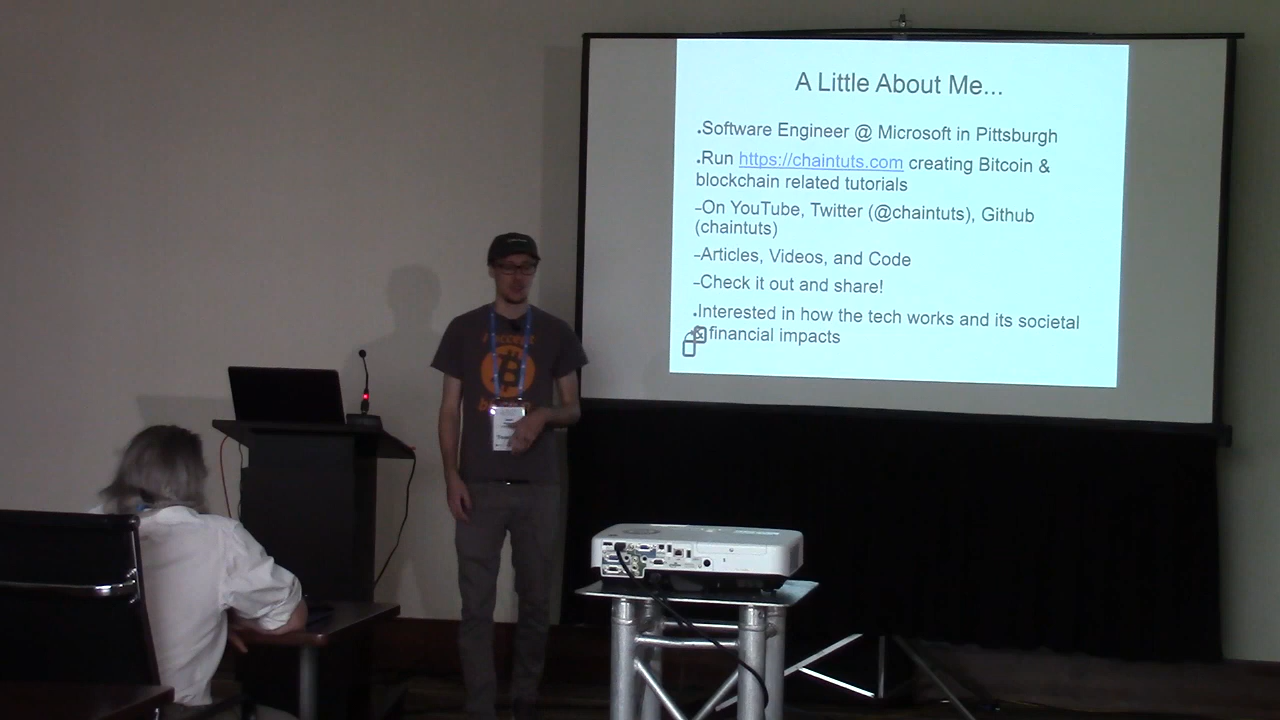 A Little About Me...
.Software Engineer @ Microsoft in Pittsburgh
.Run https://chaintuts.com creating Bitcoin &
blockchain related tutorials
–On YouTube, Twitter (@chaintuts), Github
(chaintuts)
–Articles, Videos, and Code
–Check it out and share!
.Interested in how the tech works and its societal
financial impacts